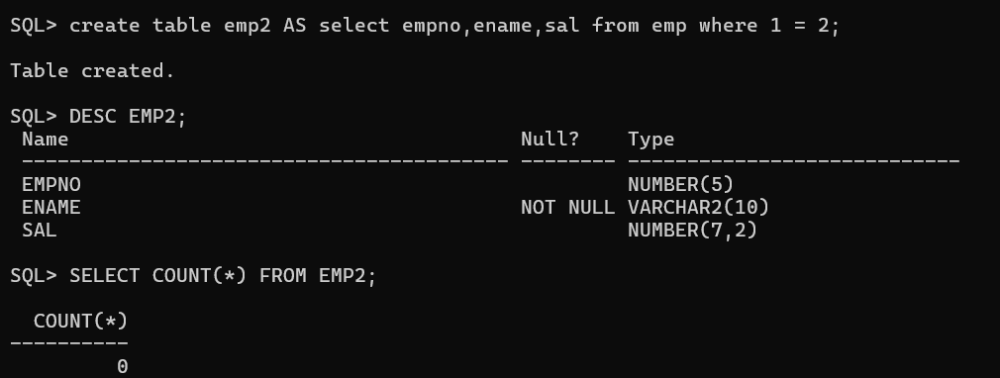 SQL> create table emp2 AS select empno,ename,sal from emp where 1 = 2;
Table created.
SQL> DESC EMP2;
Name Null? Type
----------------------------------------- -------- ----------------------------
EMPNO NUMBER(5)
ENAME NOT NULL VARCHAR2(10)
SAL NUMBER(7,2)
SQL> SELECT COUNT(*) FROM EMP2;
COUNT(*)
----------
0